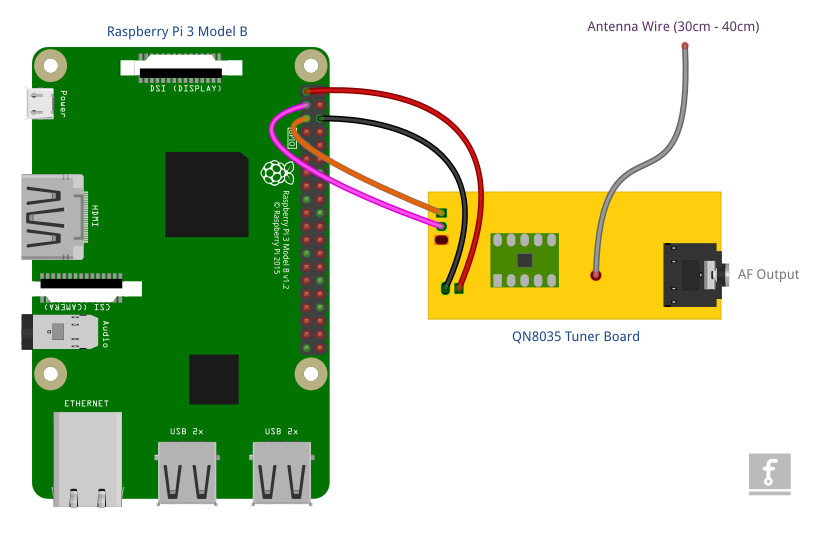 Raspberry Pi 3 Model B
Antenna Wire (30cm - 40cm)
DSI (DISPLAY)
Power
GPIO
HDMI
Raspberry Pi 3 Model B v1.2
© Raspberry Pi 2015
AF Output
CSI (CAMERA)
Audio
QN8035 Tuner Board
ETHERNET
USB 2x
USB 2x
f